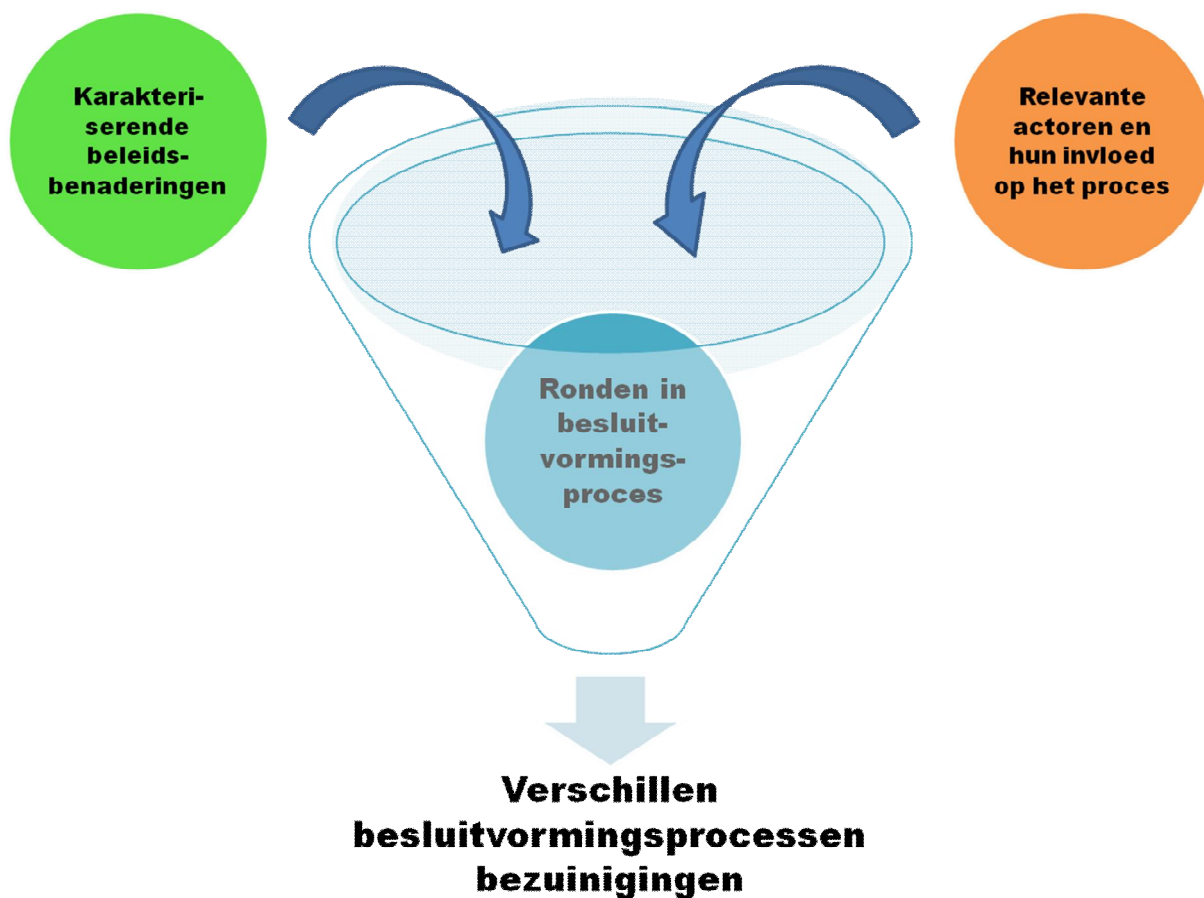 Karakteri-
serende
beleids-
benaderingen
Relevante
actoren en
hun invloed
op het proces
Ronden in
besluit-
vormings-
proces
Verschillen
besluitvormingsprocessen
bezuinigingen